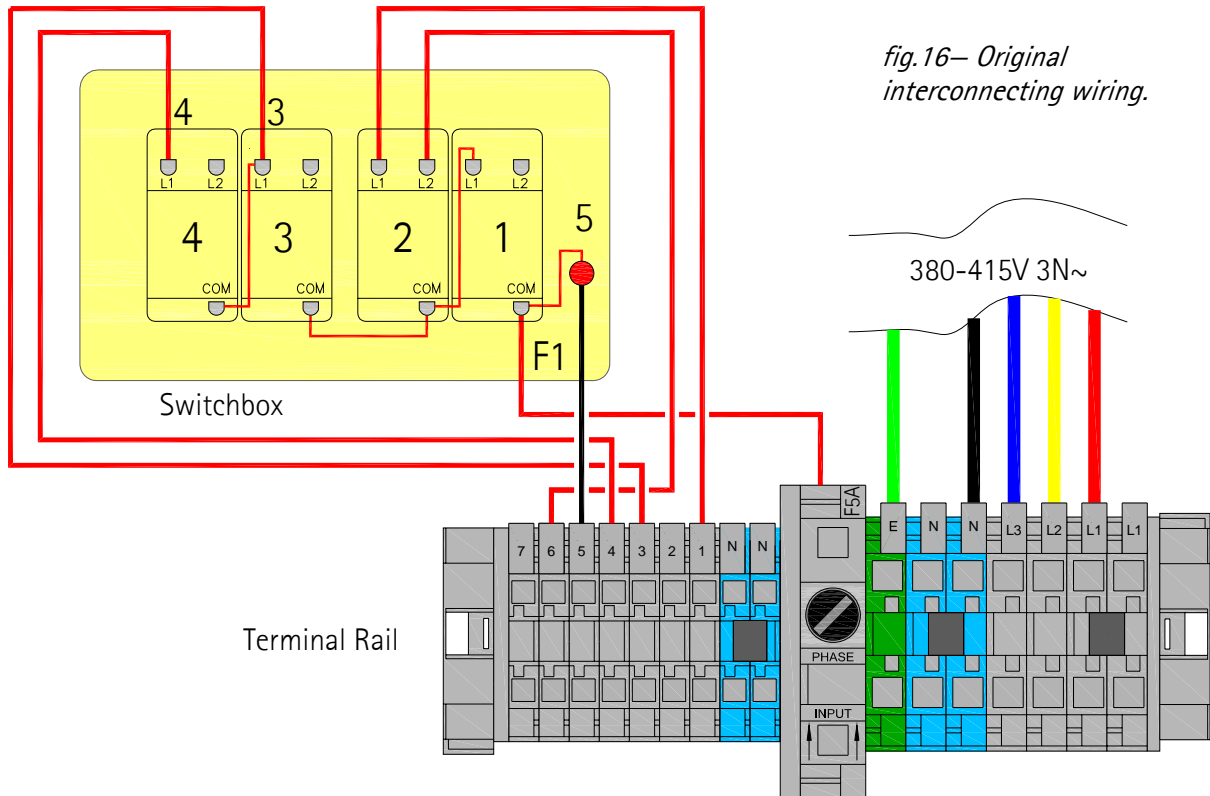 fig.16– Original
interconnecting wiring.
4 3
L1 L2 L1 L2 L1 L2 L1 L2
4 3 2 1 5
COM COM COM COM
F1
380-415V 3N~
Switchbox
F5A
7 6 5 4 3 2 1 N N E N N L3 L2 L1 L1
Terminal Rail
PHASE
INPUT